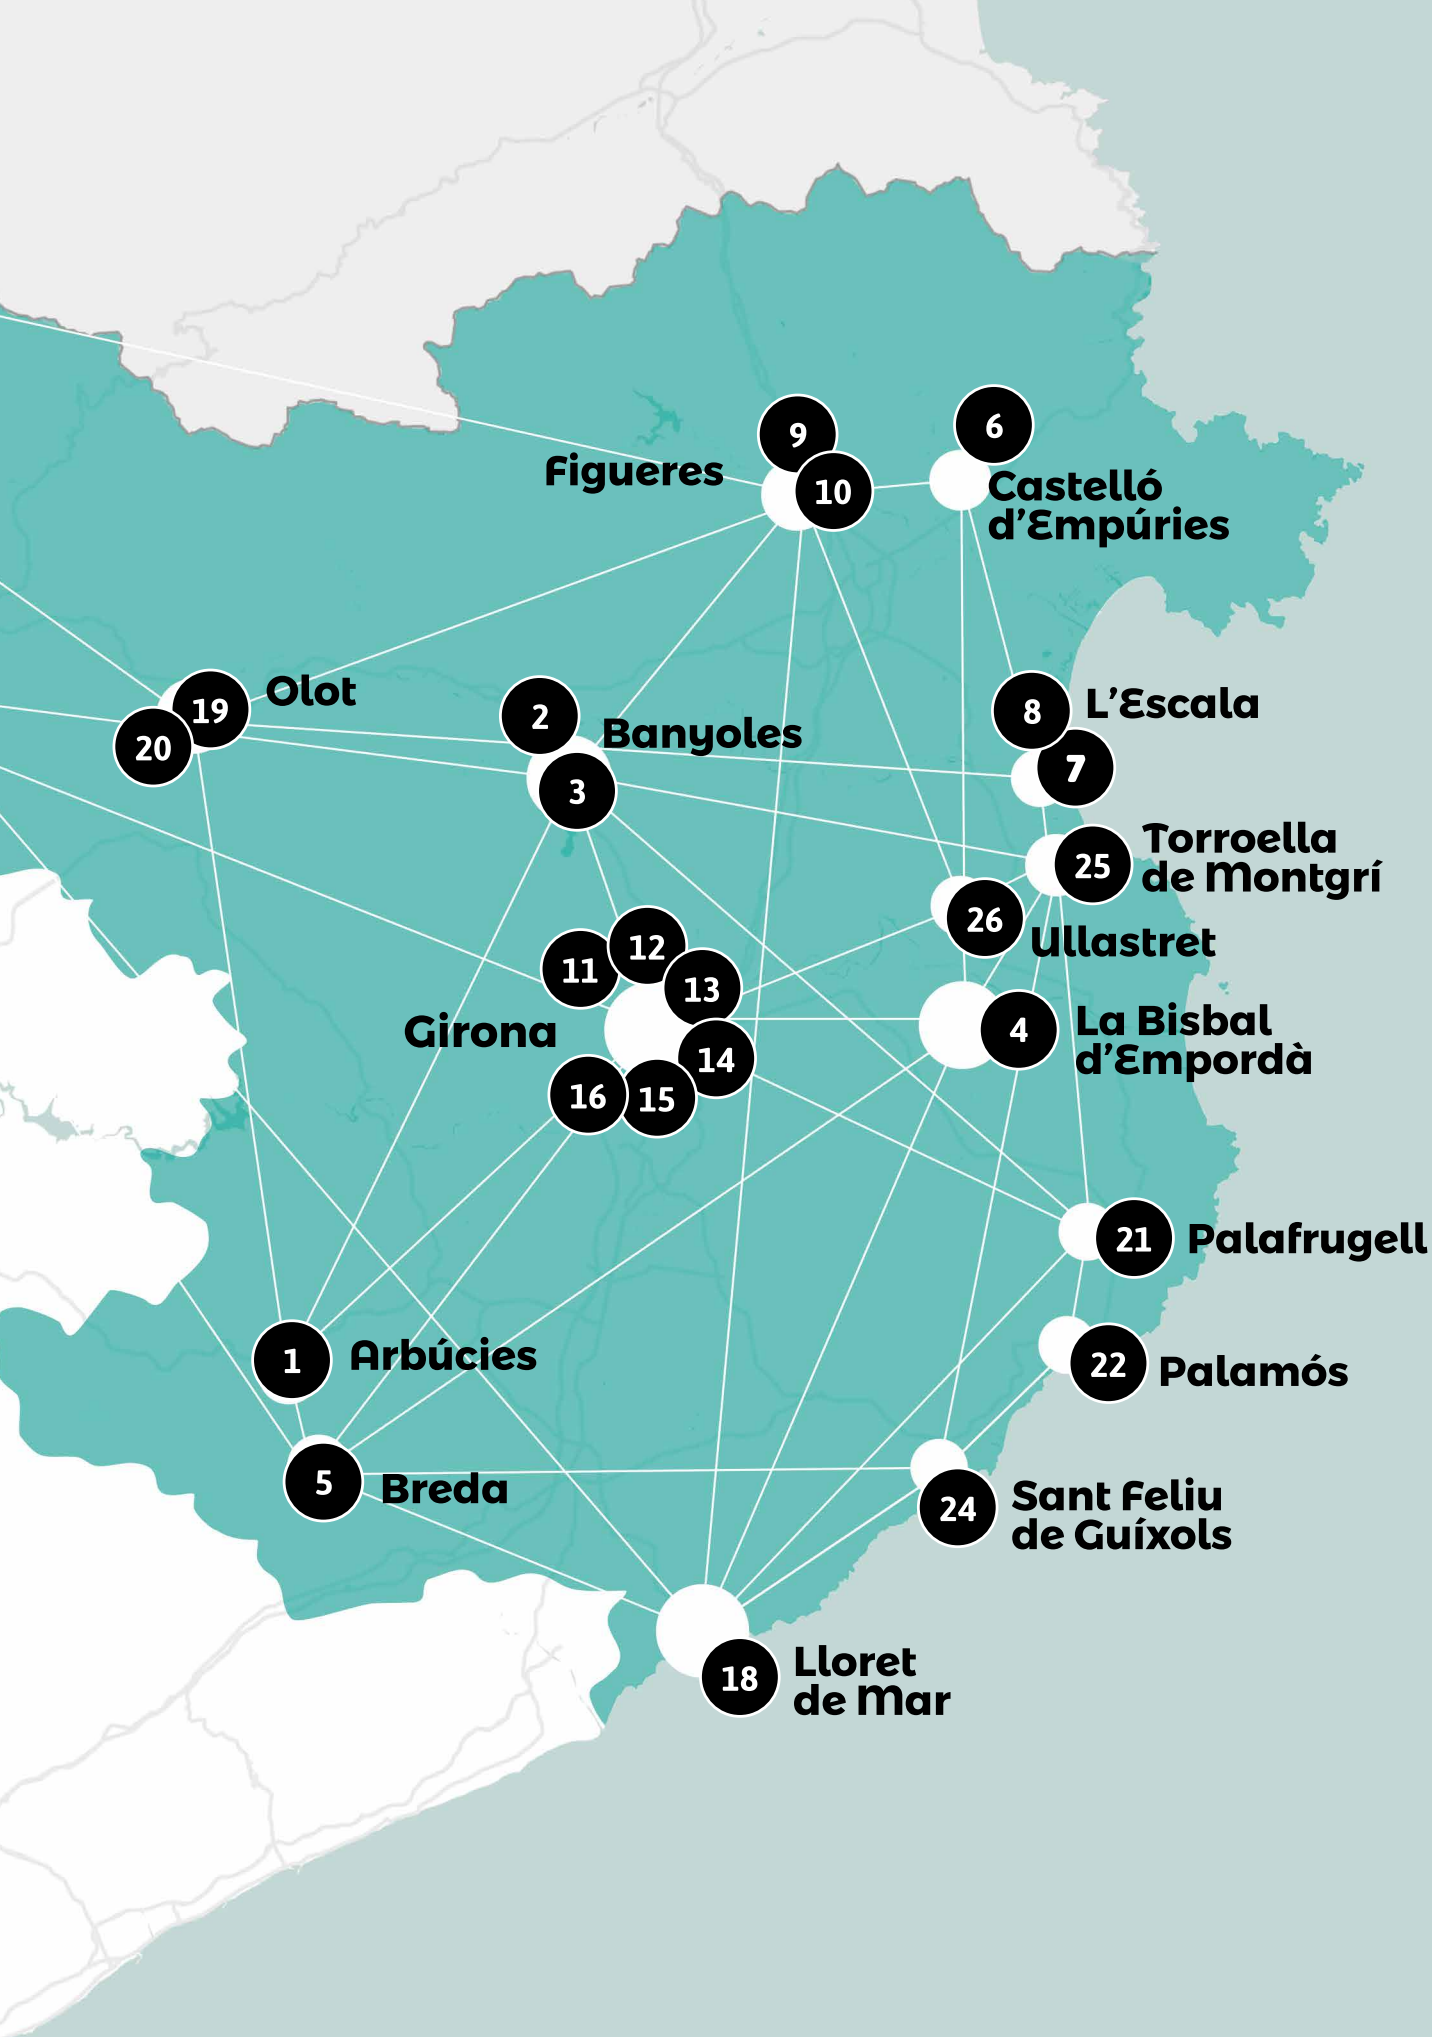 9
6
Figueres
10
Castelló
d’Empúries
19
Olot
20
2
Banyoles
3
8
L’Escala
7
Torroella
de Montgrí
25
26
Ullastret
11
12
13
Girona
14
16
15
4
La Bisbal
d’Empordà
21
Palafrugell
1
Arbúcies
22
Palamós
5
Breda
24
Sant Feliu
de Guíxols
18
Lloret
de Mar